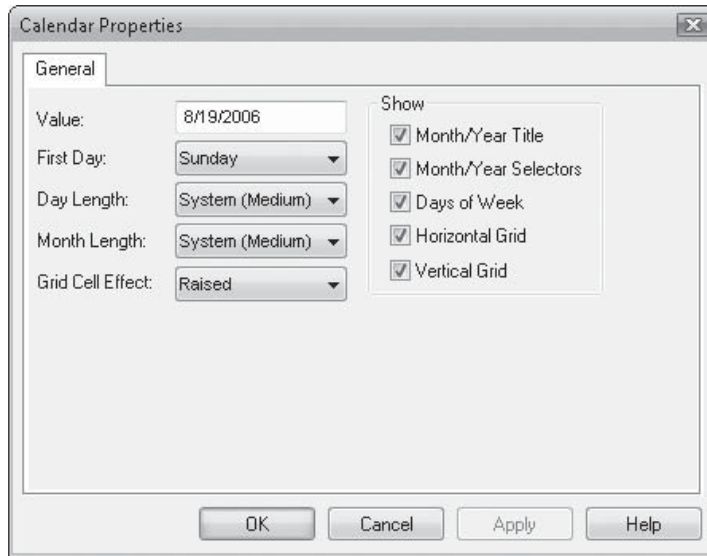 Calendar Properties
General
Value:
8/19/2006
First Day:
Sunday
Day Length:
System (Medium)
Month Length:
System (Medium)
Grid Cell Effect:
Raised
Show
Month/Year Title
Month/Year Selectors
Days of Week
Horizontal Grid
Vertical Grid
OK
Cancel
Apply
Help